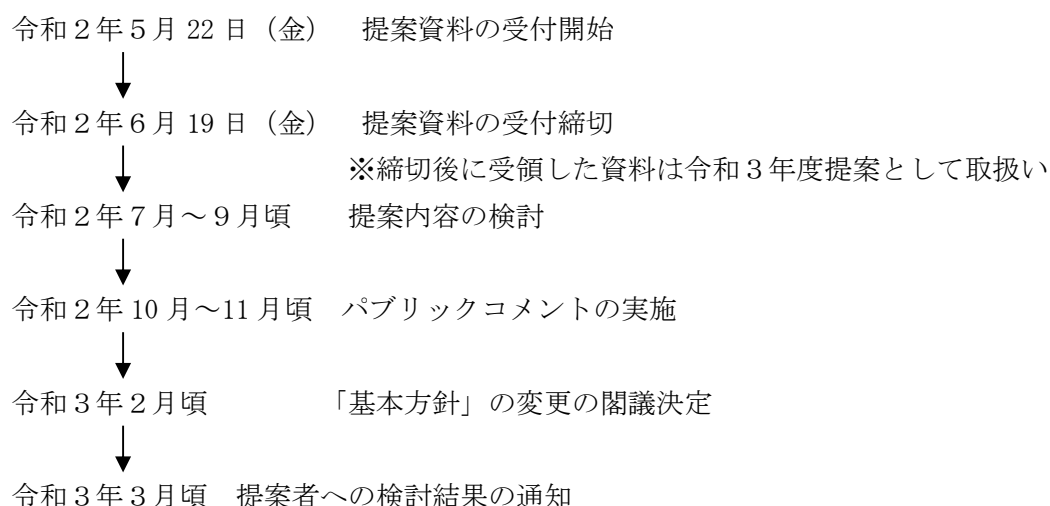 令和２年５月 22 日（金）　提案資料の受付開始
令和２年６月 19 日（金）　提案資料の受付締切
※締切後に受領した資料は令和３年度提案として取扱い
令和２年７月～９月頃　　提案内容の検討
令和２年 10 月～11 月頃　パブリックコメントの実施
令和３年２月頃　　　　　「基本方針」の変更の閣議決定
令和３年３月頃　提案者への検討結果の通知